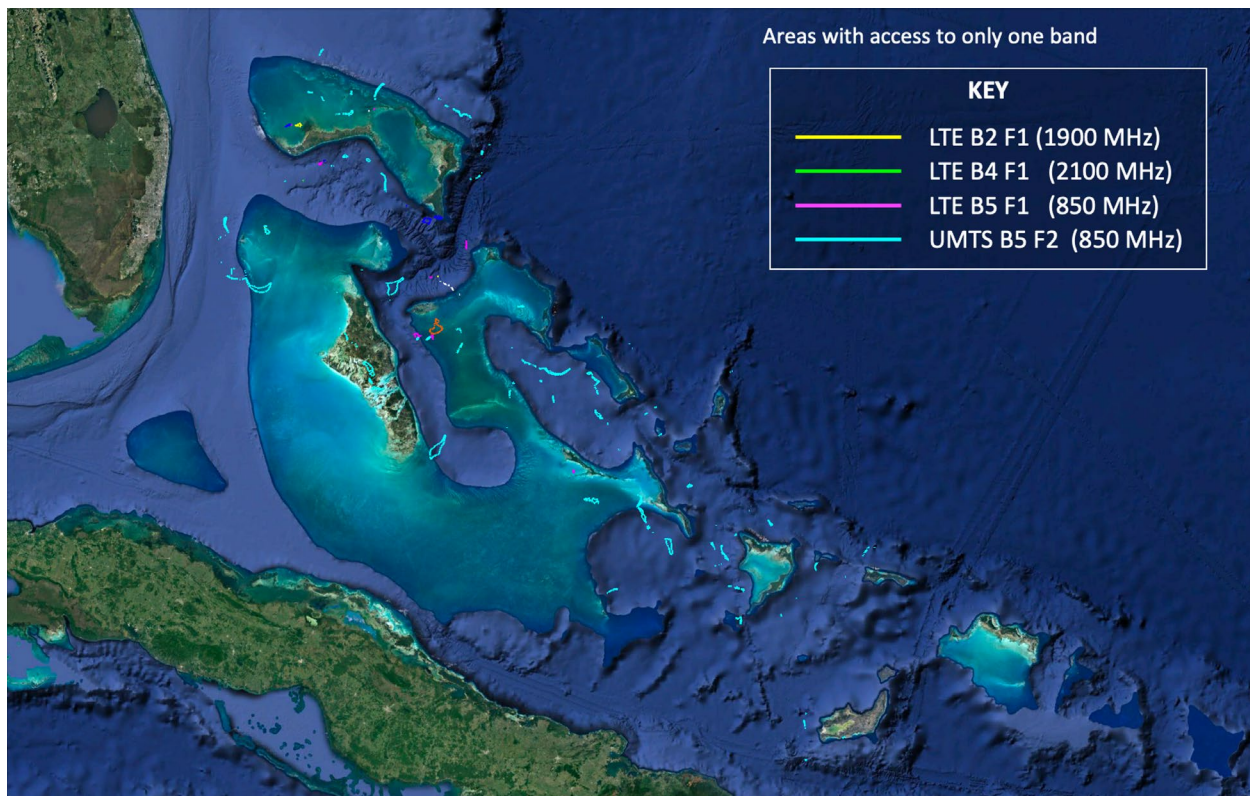 Areas with access to only one band
KEY
LTE B2 F1 (1900 MHz)
LTE B4 F1 (2100 MHz)
LTE B5 F1 (850 MHz)
UMTS B5 F2 (850 MHz)